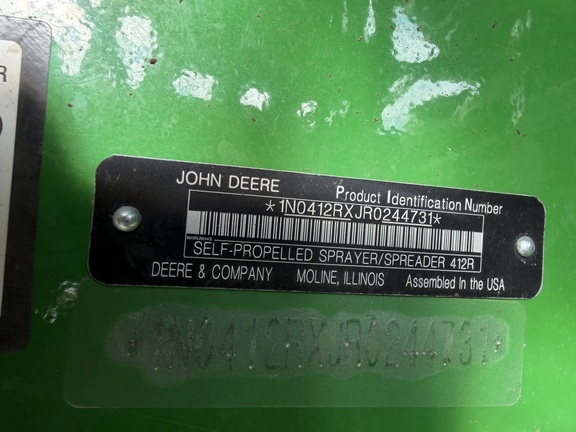 R
JOHN DEERE Product Identification Number
*1N0412RXJR0244731*
SELF-PROPELLED SPRAYER/SPREADER 412R
DEERE & COMPANY MOLINE, ILLINOIS Assembled In the USA
*1N0412RXJR0244731*